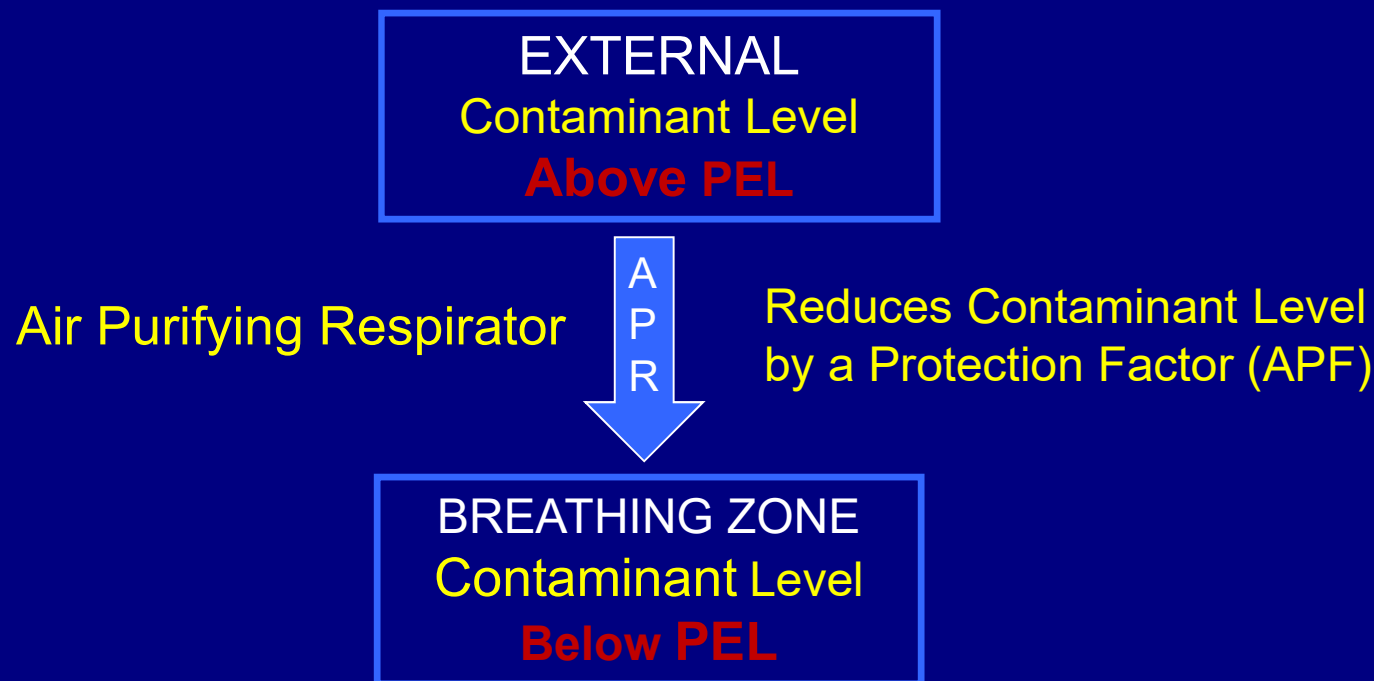 EXTERNAL
Contaminant Level
Above PEL
Air Purifying Respirator
A
P
R
Reduces Contaminant Level
by a Protection Factor (APF)
BREATHING ZONE
Contaminant Level
Below PEL